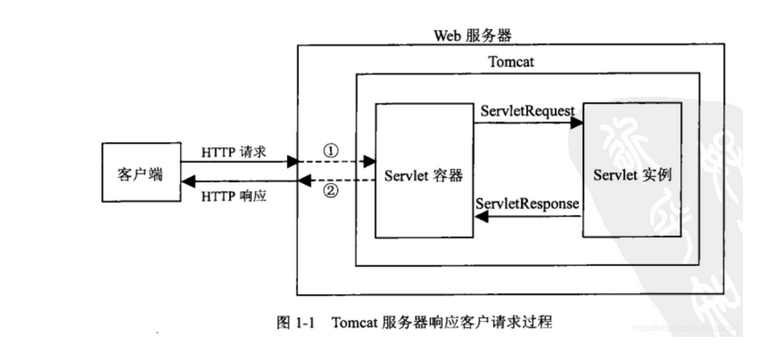 Web 服务器
Tomcat
ServletRequest
HTTP 请求
①
客户端
Servlet 容器
Servlet 实例
②
HTTP 响应
ServletResponse
图 1-1 Tomcat 服务器响应客户请求过程